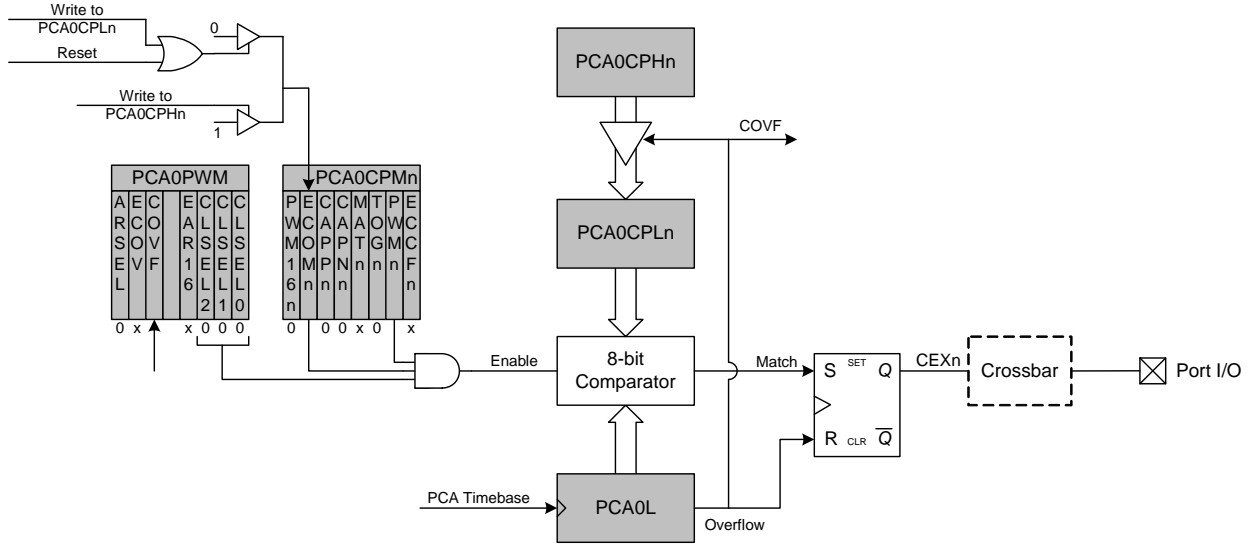 Write to
PCA0CPLn
Reset
0
Write to
PCA0CPHn
1
PCA0CPHn
COVF
PCA0PWM
ARSEL
ECOV
COVF
EAR16
CLSEL2
CLSEL1
CLSEL0
0 x x 0 0 0
PCA0CPMn
PWM16n
ECOMn
CAPPn
CAPNn
MATn
TOGn
PWMn
ECCFn
0 0 0 x 0 x
PCA0CPLn
Enable
8-bit
Comparator
Match
S SET Q
R CLR Q
CEXn
Crossbar
Port I/O
PCA Timebase
PCA0L
Overflow